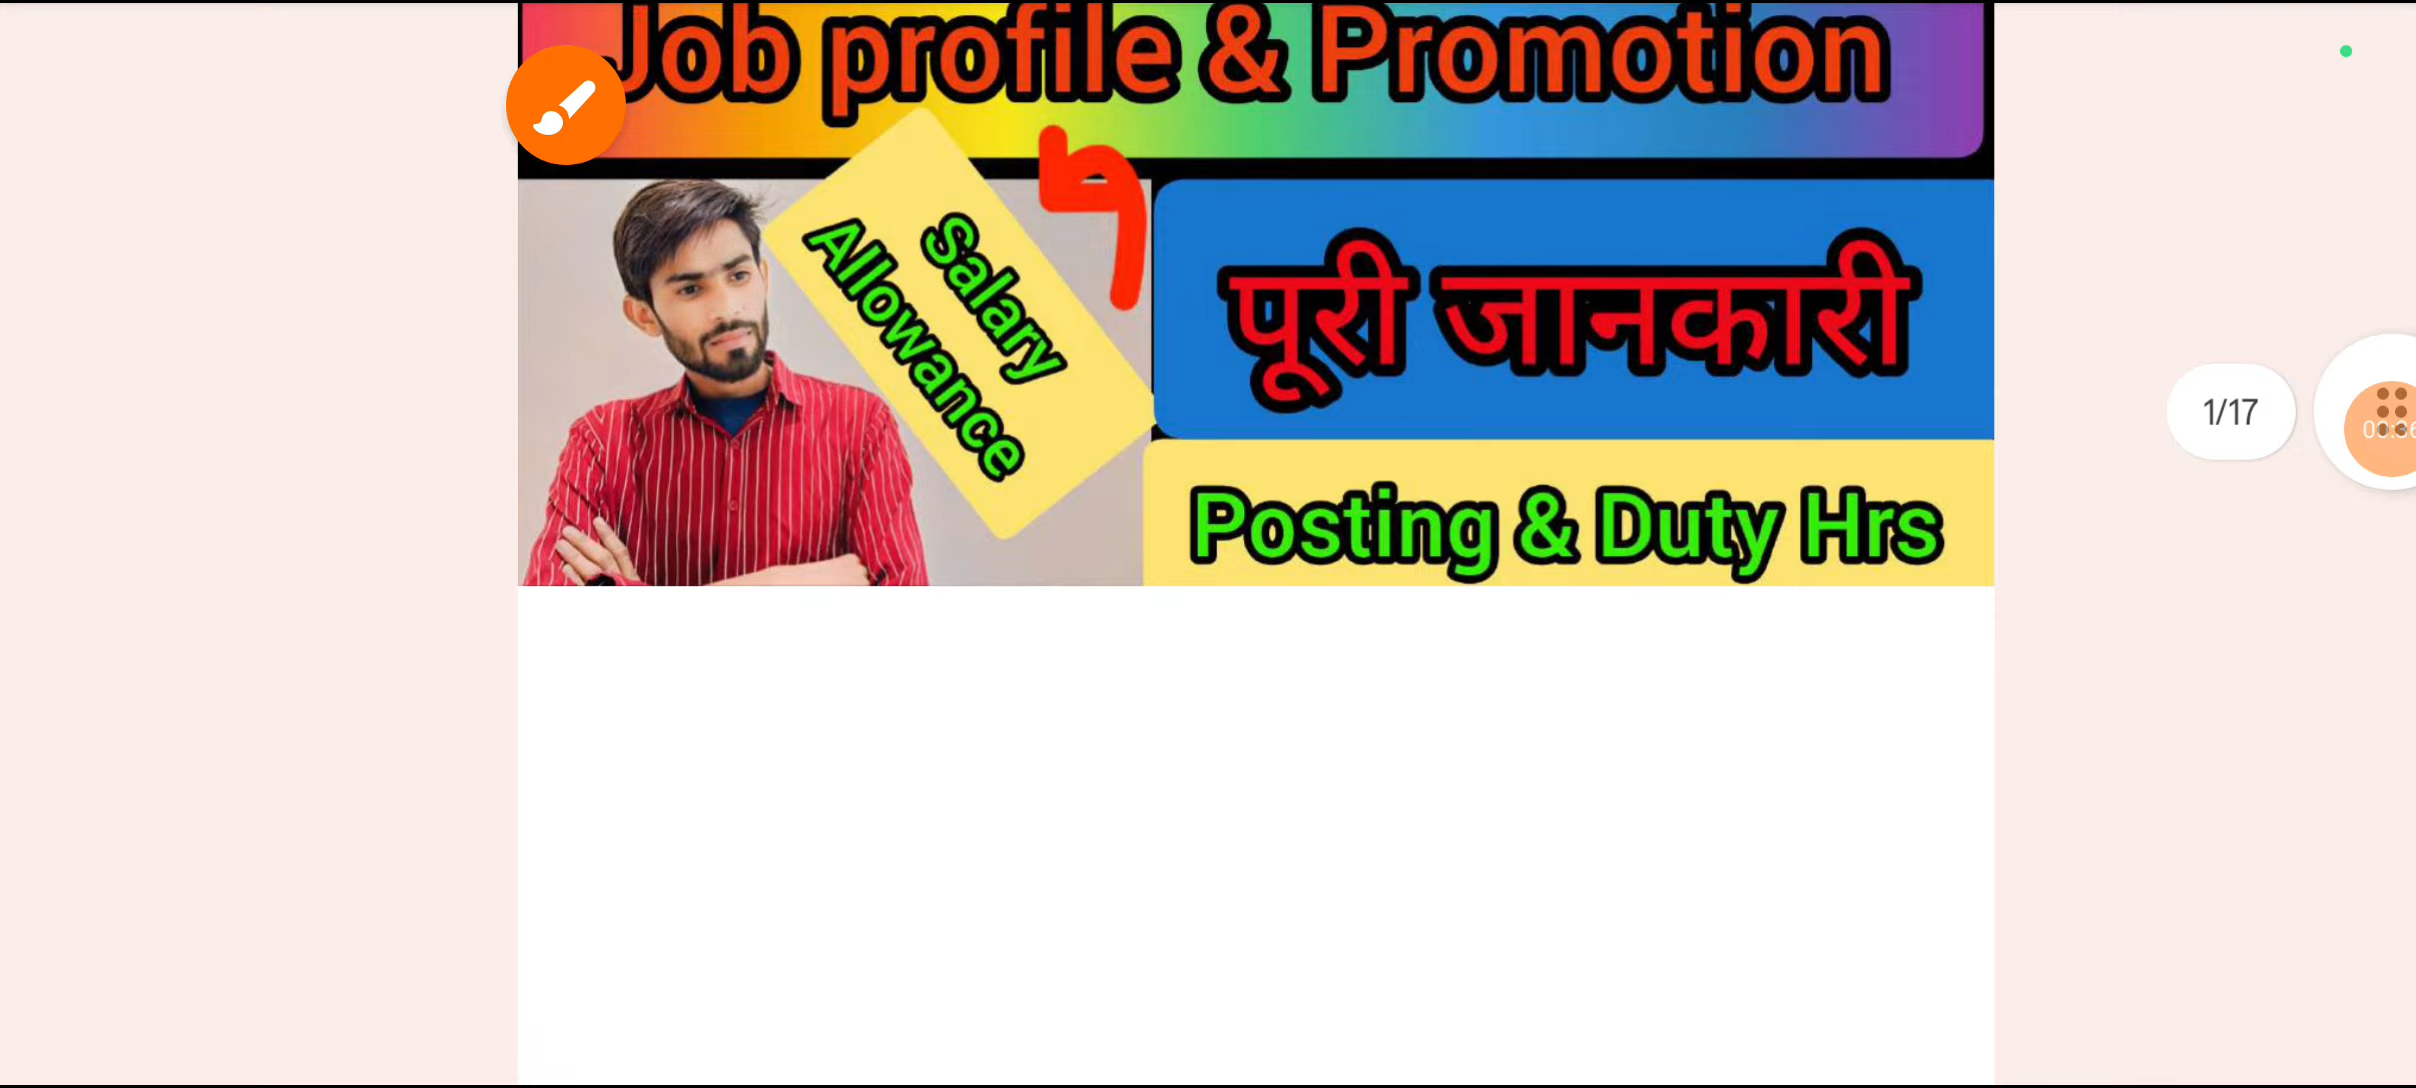 Job profile & Promotion
Salary
Allowance
पूरी जानकारी
Posting & Duty Hrs
1/17